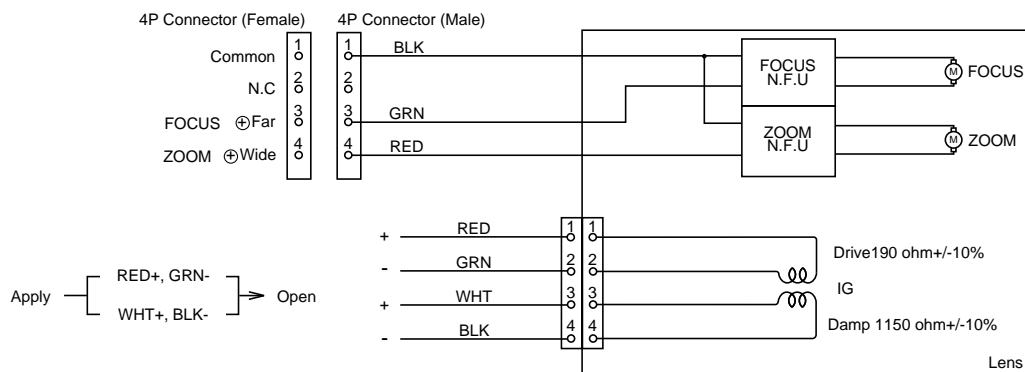 4P Connector (Female)
4P Connector (Male)
Common
1
1
BLK
N.C
2
2
FOCUS ⊕Far
3
3
GRN
ZOOM ⊕Wide
4
4
RED
FOCUS
N.F.U
M
FOCUS
ZOOM
N.F.U
M
ZOOM
+
RED
1
1
Drive190 ohm+/-10%
-
GRN
2
2
IG
+
WHT
3
3
-
BLK
4
4
Damp 1150 ohm+/-10%
Apply
RED+, GRN-
WHT+, BLK-
Open
Lens